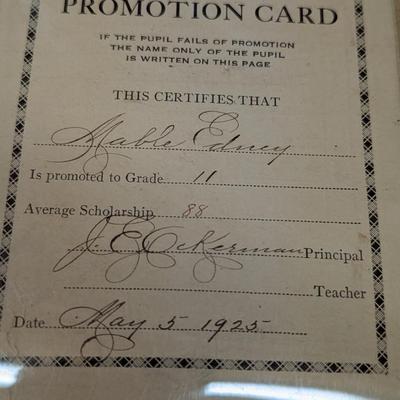 PROMOTION CARD
IF THE PUPIL FAILS OF PROMOTION
THE NAME ONLY OF THE PUPIL
IS WRITTEN ON THIS PAGE
THIS CERTIFIES THAT
Mable Edney
Is promoted to Grade 11
Average Scholarship 88
J. E. Ackerman Principal
Teacher
Date May 5 1925